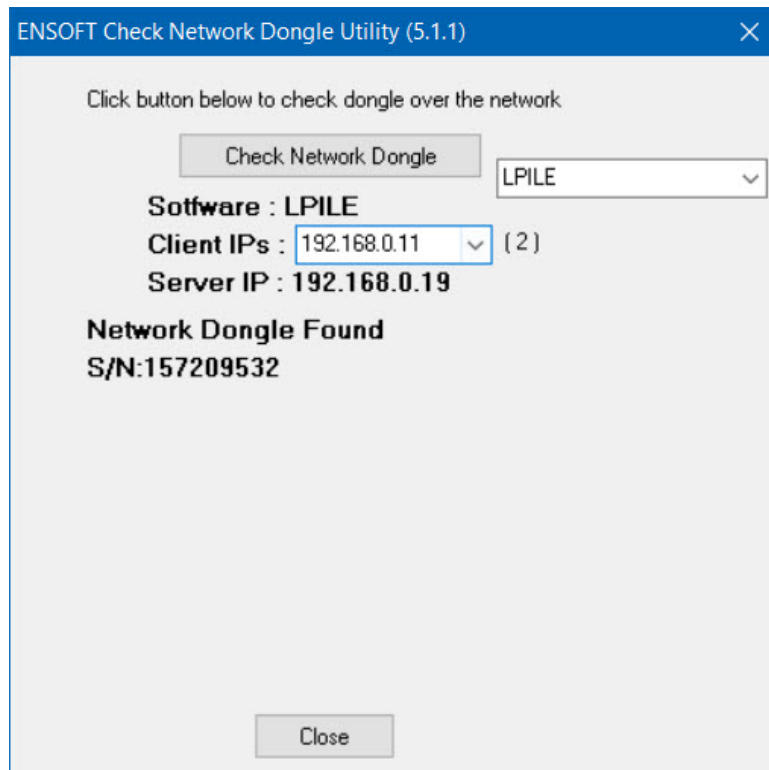 ENSOFT Check Network Dongle Utility (5.1.1)
Click button below to check dongle over the network
Check Network Dongle
LPILE
Sotfware : LPILE
Client IPs : 192.168.0.11 (2)
Server IP : 192.168.0.19
Network Dongle Found
S/N:157209532
Close